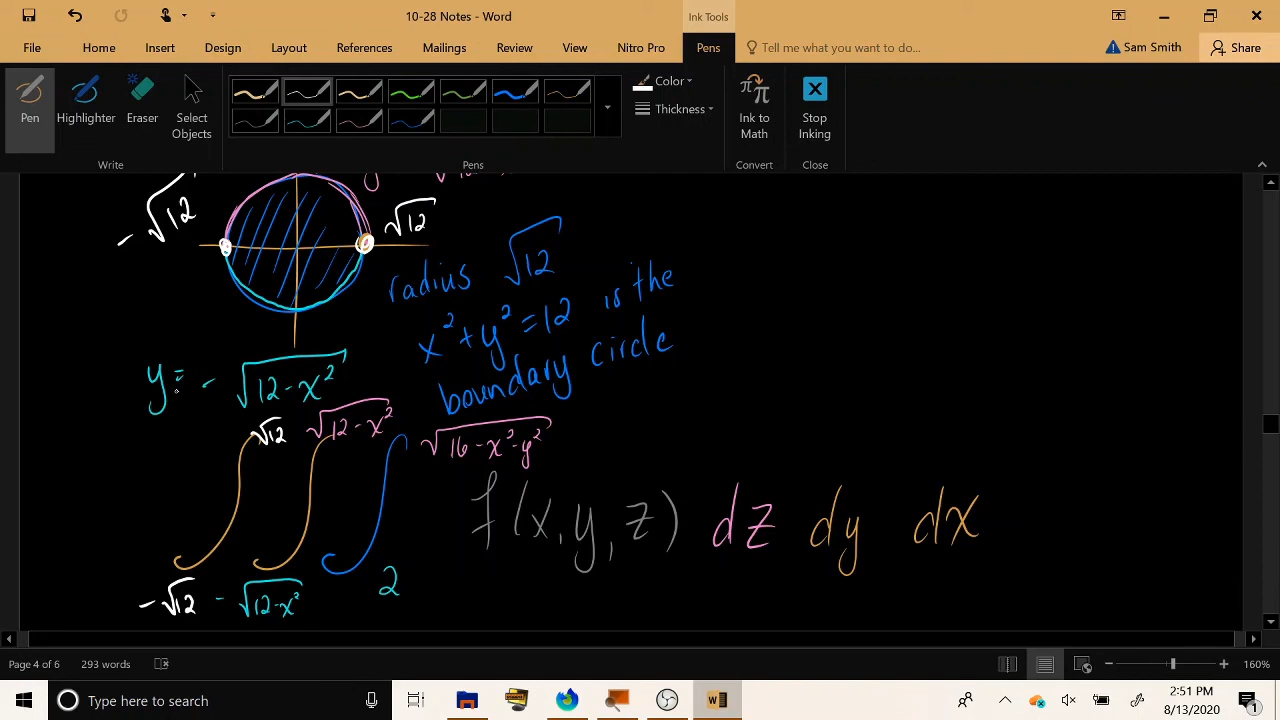 10-28 Notes - Word
Ink Tools
File Home Insert Design Layout References Mailings Review View Nitro Pro Pens Tell me what you want to do... Sam Smith Share
Pen Highlighter Eraser Select Objects
Color
Thickness
Ink to Math
Stop Inking
Write Pens Convert Close
-√12
√12
radius √12
x² + y² = 12 is the
boundary circle
y = - √(12 - x²)
√12 √(12 - x²) √(16 - x² - y²)
f(x, y, z) dz dy dx
-√12 -√(12 - x²) 2
Page 4 of 6 293 words 160%
Type here to search
2:51 PM
8/13/2020
1